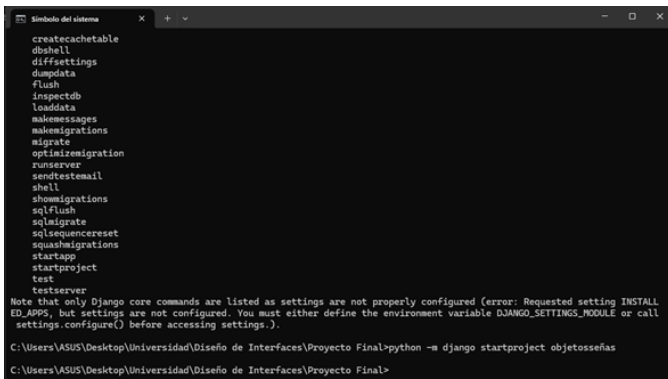 Símbolo del sistema
createcachetable
dbshell
diffsettings
dumpdata
flush
inspectdb
loaddata
makemessages
makemigrations
migrate
optimizemigration
runserver
sendtestemail
shell
showmigrations
sqlflush
sqlmigrate
sqlsequencereset
squashmigrations
startapp
startproject
test
testserver
Note that only Django core commands are listed as settings are not properly configured (error: Requested setting INSTALL
ED_APPS, but settings are not configured. You must either define the environment variable DJANGO_SETTINGS_MODULE or call
settings.configure() before accessing settings.).
C:\Users\ASUS\Desktop\Universidad\Diseño de Interfaces\Proyecto Final>python -m django startproject objetosseñas
C:\Users\ASUS\Desktop\Universidad\Diseño de Interfaces\Proyecto Final>